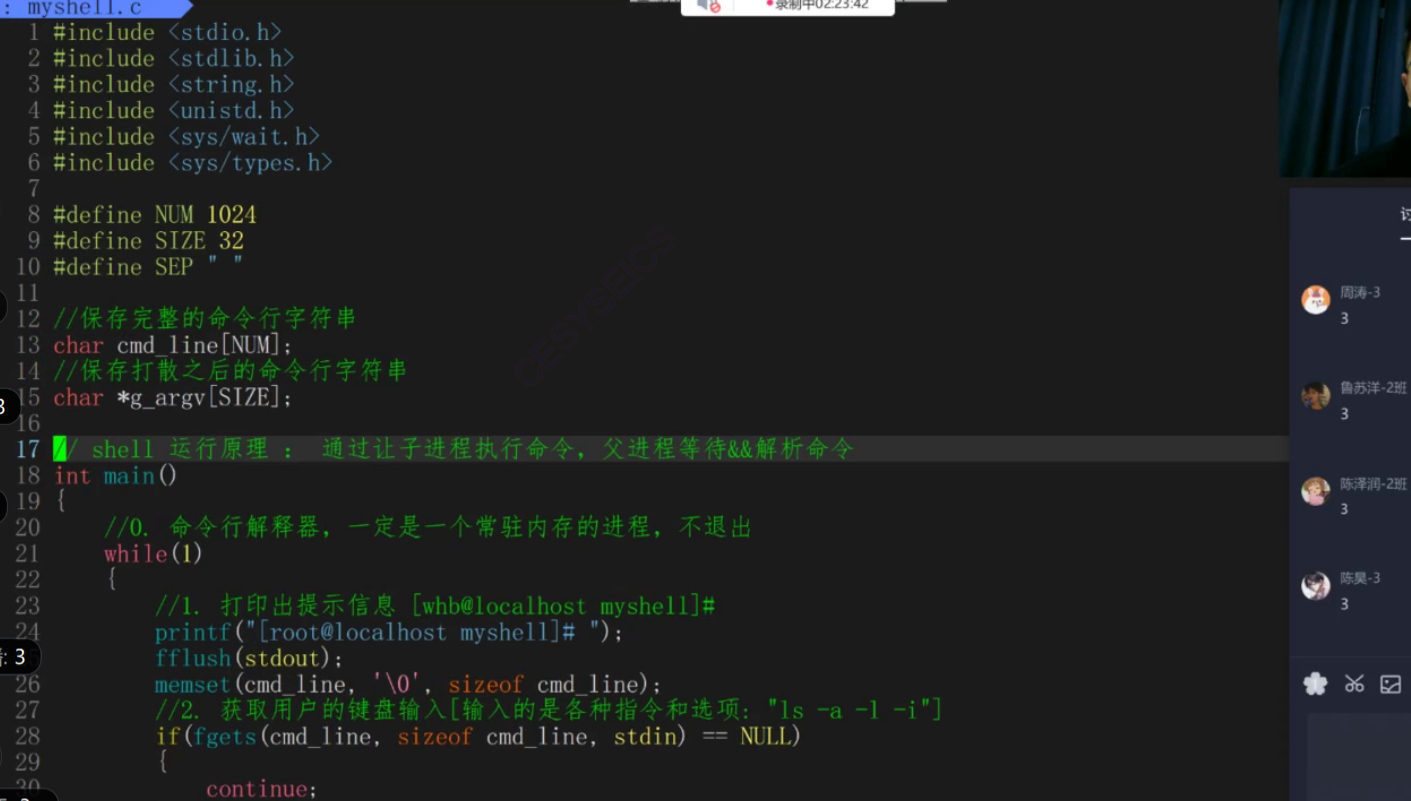 : myshell.c
录制中02:23:42
1 #include <stdio.h>
2 #include <stdlib.h>
3 #include <string.h>
4 #include <unistd.h>
5 #include <sys/wait.h>
6 #include <sys/types.h>
7
8 #define NUM 1024
9 #define SIZE 32
10 #define SEP " "
11
12 //保存完整的命令行字符串
13 char cmd_line[NUM];
14 //保存打散之后的命令行字符串
15 char *g_argv[SIZE];
16
17 // shell 运行原理 : 通过让子进程执行命令, 父进程等待&&解析命令
18 int main()
19 {
20 //0. 命令行解释器, 一定是一个常驻内存的进程, 不退出
21 while(1)
22 {
23 //1. 打印出提示信息 [whb@localhost myshell]#
24 printf("[root@localhost myshell]# ");
fflush(stdout);
26 memset(cmd_line, '\0', sizeof cmd_line);
27 //2. 获取用户的键盘输入[输入的是各种指令和选项: "ls -a -l -i"]
28 if(fgets(cmd_line, sizeof cmd_line, stdin) == NULL)
29 {
30 continue;
3
: 3
讨
周涛-3
3
鲁苏洋-2班
3
陈泽润-2班
3
陈昊-3
3